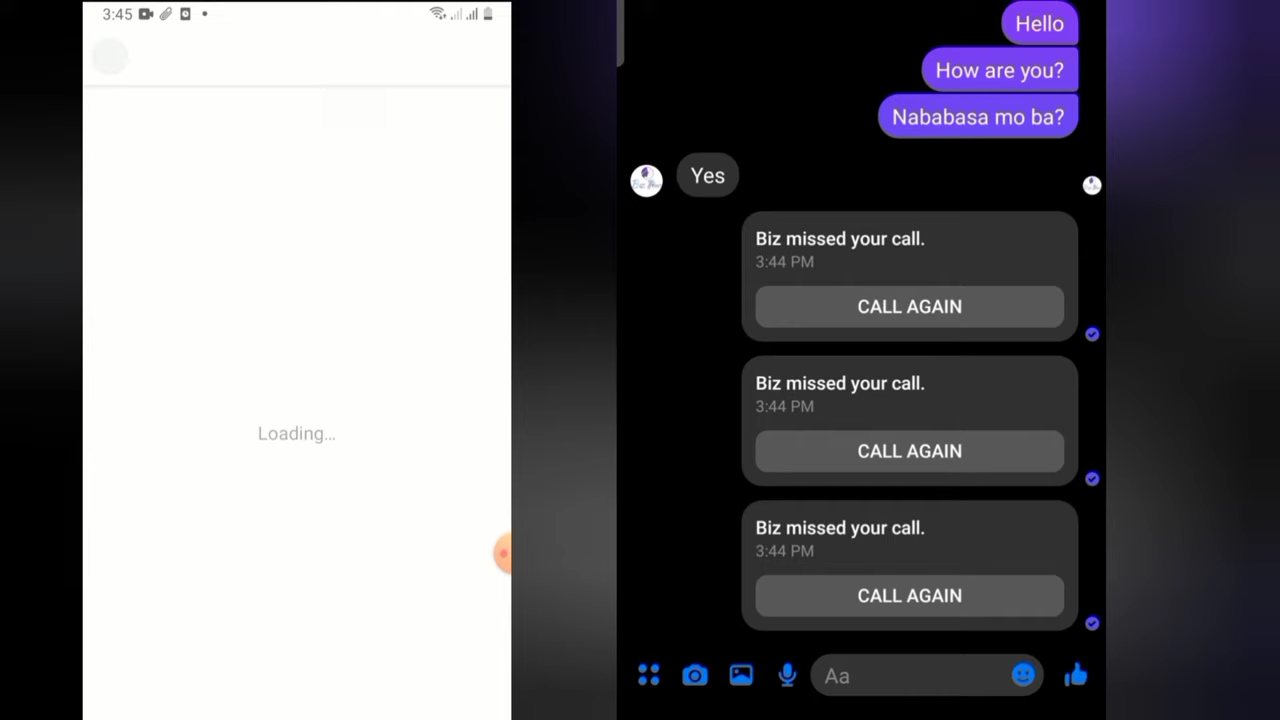 3:45
Loading...
Hello
How are you?
Nababasa mo ba?
Yes
Biz missed your call.
3:44 PM
CALL AGAIN
Biz missed your call.
3:44 PM
CALL AGAIN
Biz missed your call.
3:44 PM
CALL AGAIN
Aa